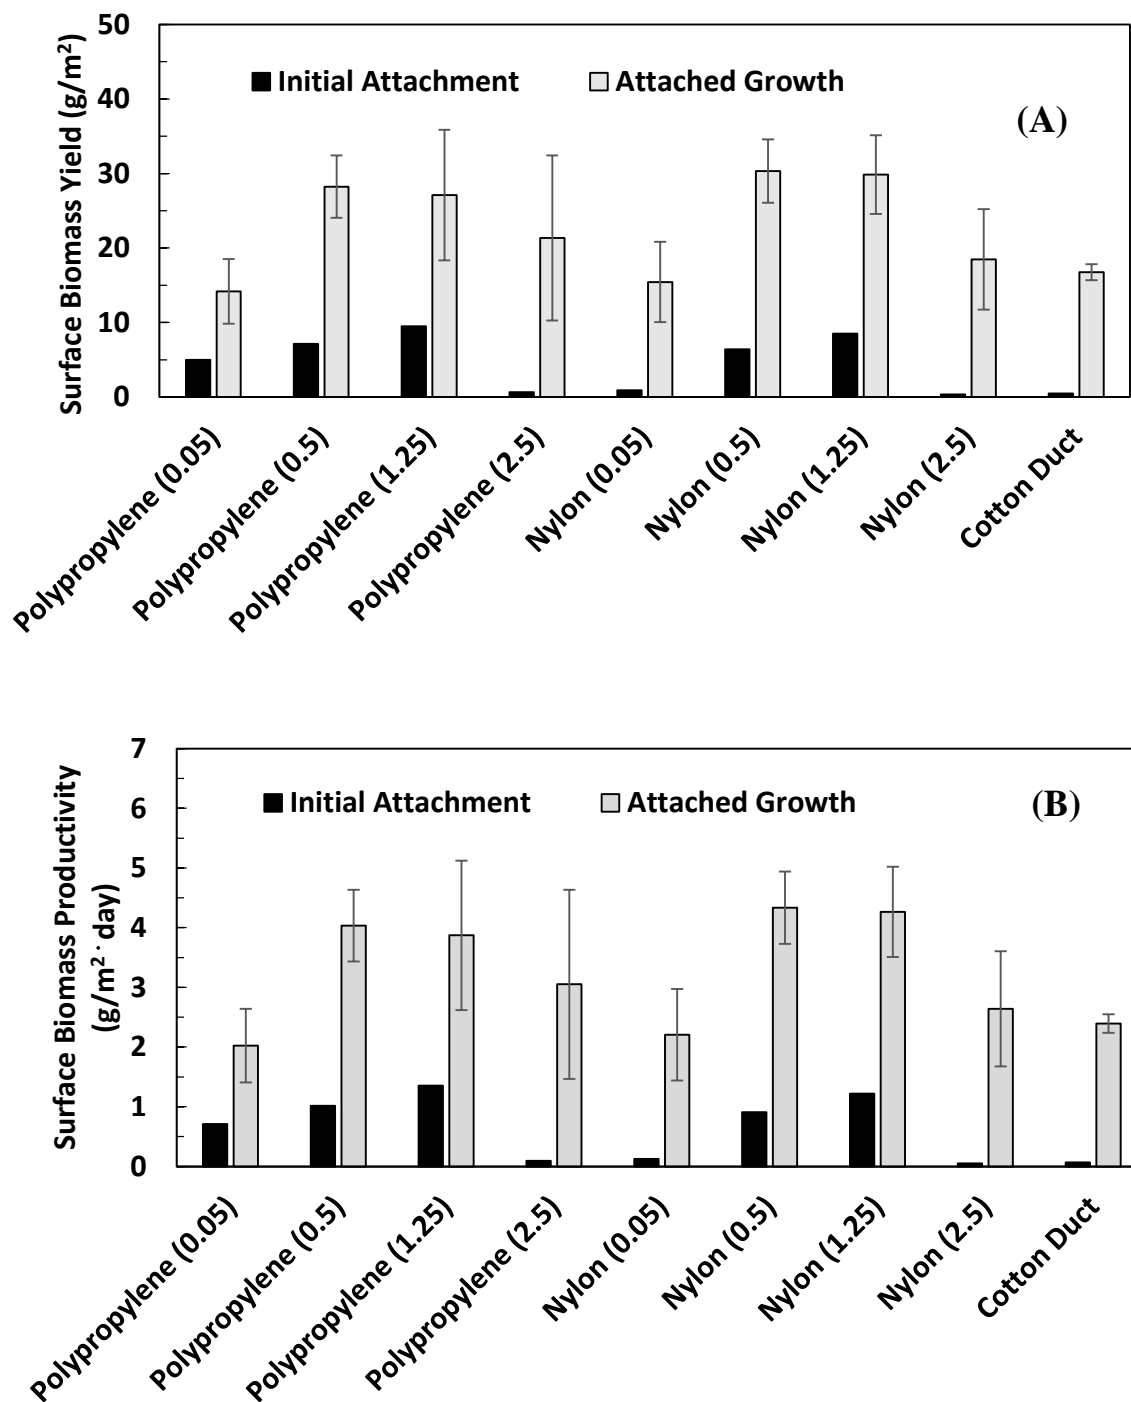 50
40
30
20
10
0
Surface Biomass Yield (g/m²)
Initial Attachment
Attached Growth
(A)
Polypropylene (0.05)
Polypropylene (0.5)
Polypropylene (1.25)
Polypropylene (2.5)
Nylon (0.05)
Nylon (0.5)
Nylon (1.25)
Nylon (2.5)
Cotton Duct
7
6
5
4
3
2
1
0
Surface Biomass Productivity
(g/m²·day)
Initial Attachment
Attached Growth
(B)
Polypropylene (0.05)
Polypropylene (0.5)
Polypropylene (1.25)
Polypropylene (2.5)
Nylon (0.05)
Nylon (0.5)
Nylon (1.25)
Nylon (2.5)
Cotton Duct